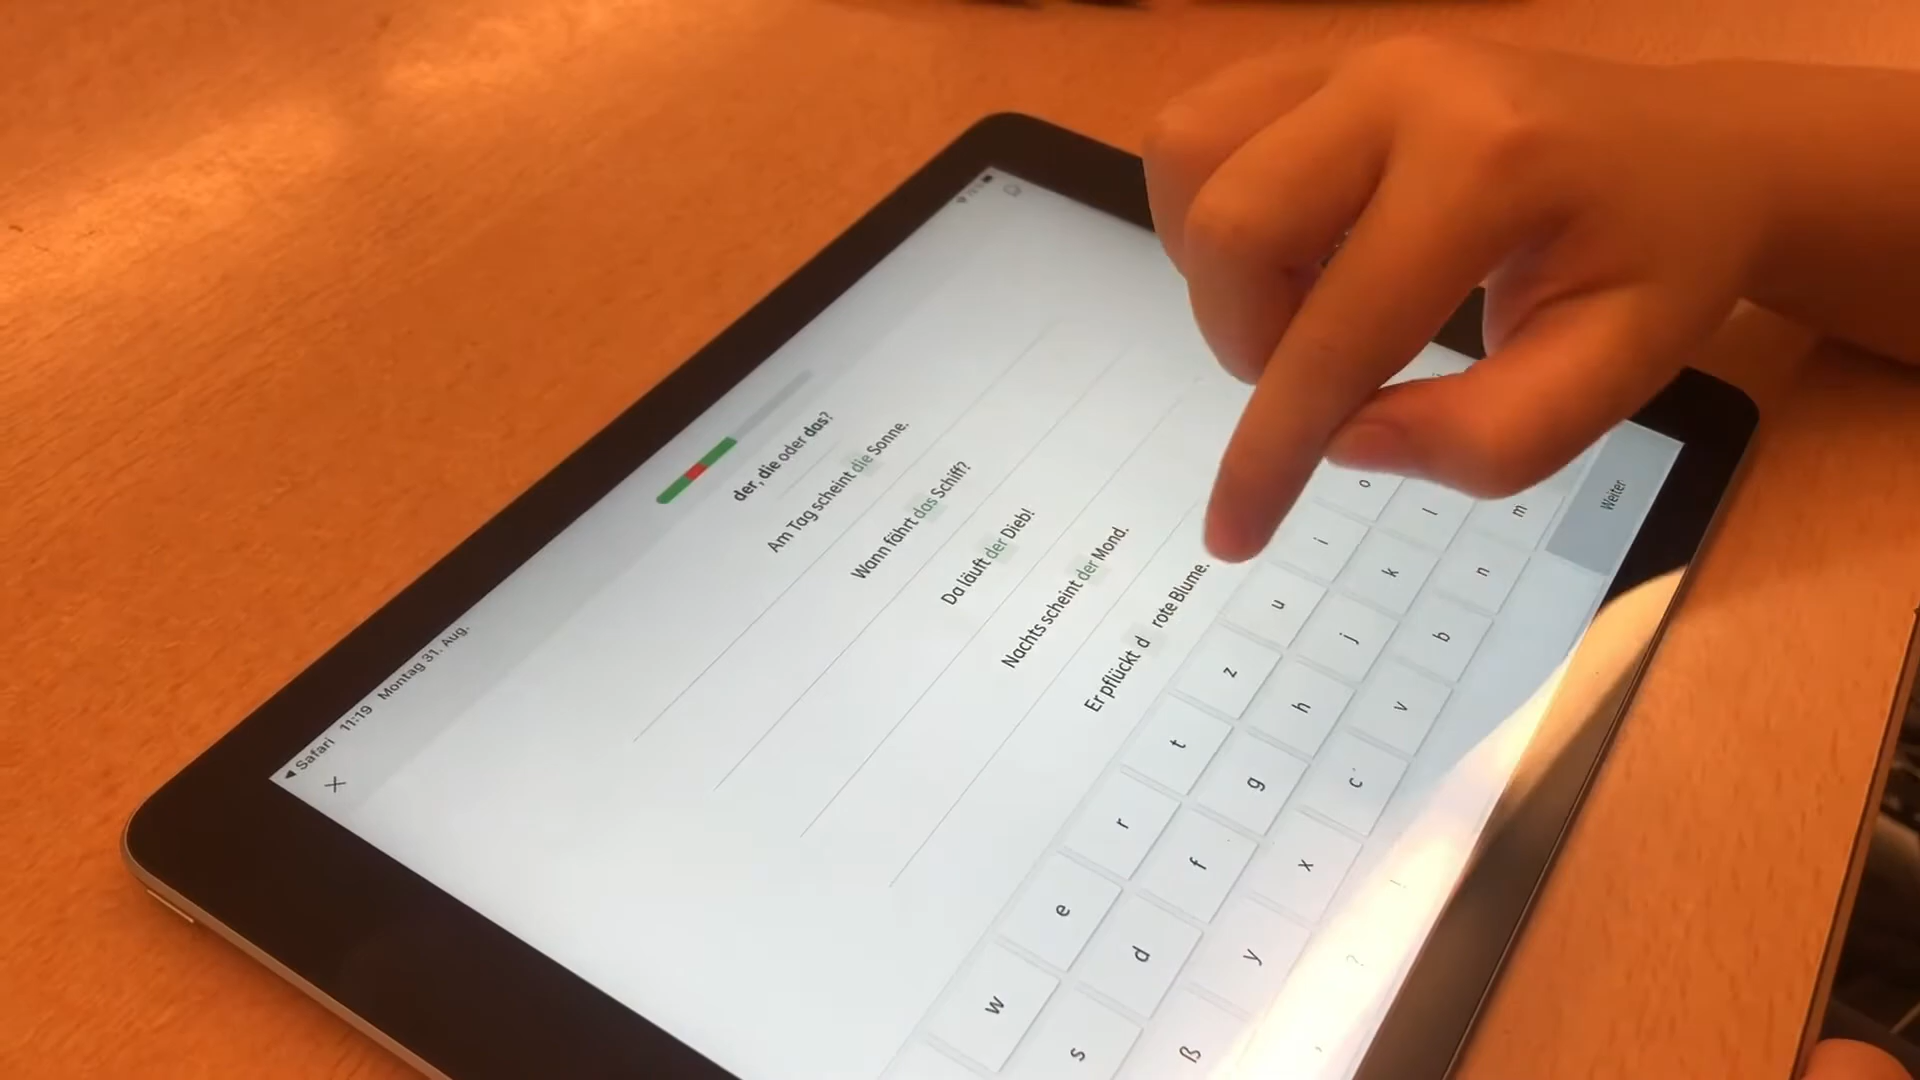 ◀ Safari 11:19 Montag 31. Aug.
der, die oder das?
Am Tag scheint die Sonne.
Wann fährt das Schiff?
Da läuft der Dieb!
Nachts scheint der Mond.
Er pflückt d rote Blume.
w e r t z u i o
s d f g h j k l
ß y x c v b n m
, ? !
Weiter